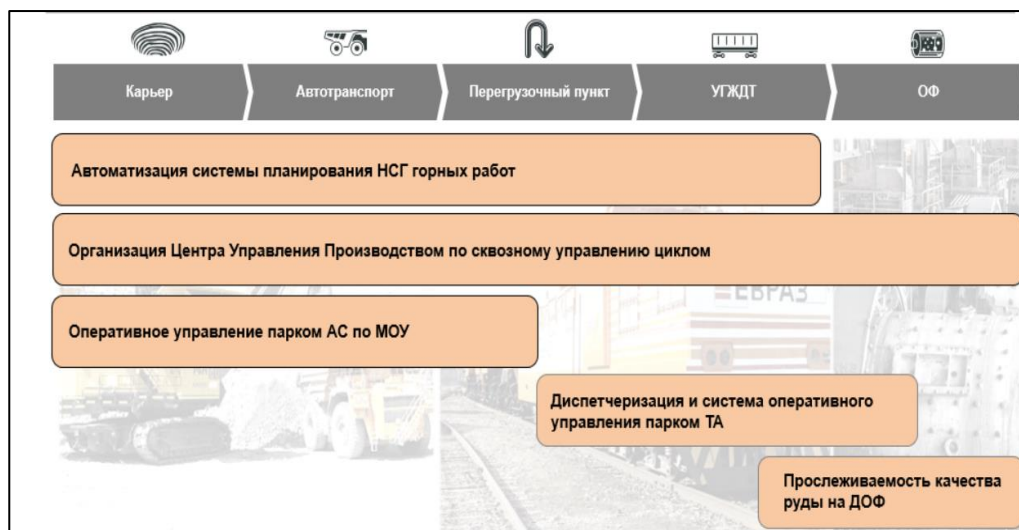 Карьер
Автотранспорт
Перегрузочный пункт
УГЖДТ
ОФ
Автоматизация системы планирования НСГ горных работ
Организация Центра Управления Производством по сквозному управлению циклом
ЕВРАЗ
Оперативное управление парком АС по МОУ
Диспетчеризация и система оперативного
управления парком ТА
Прослеживаемость качества
руды на ДОФ